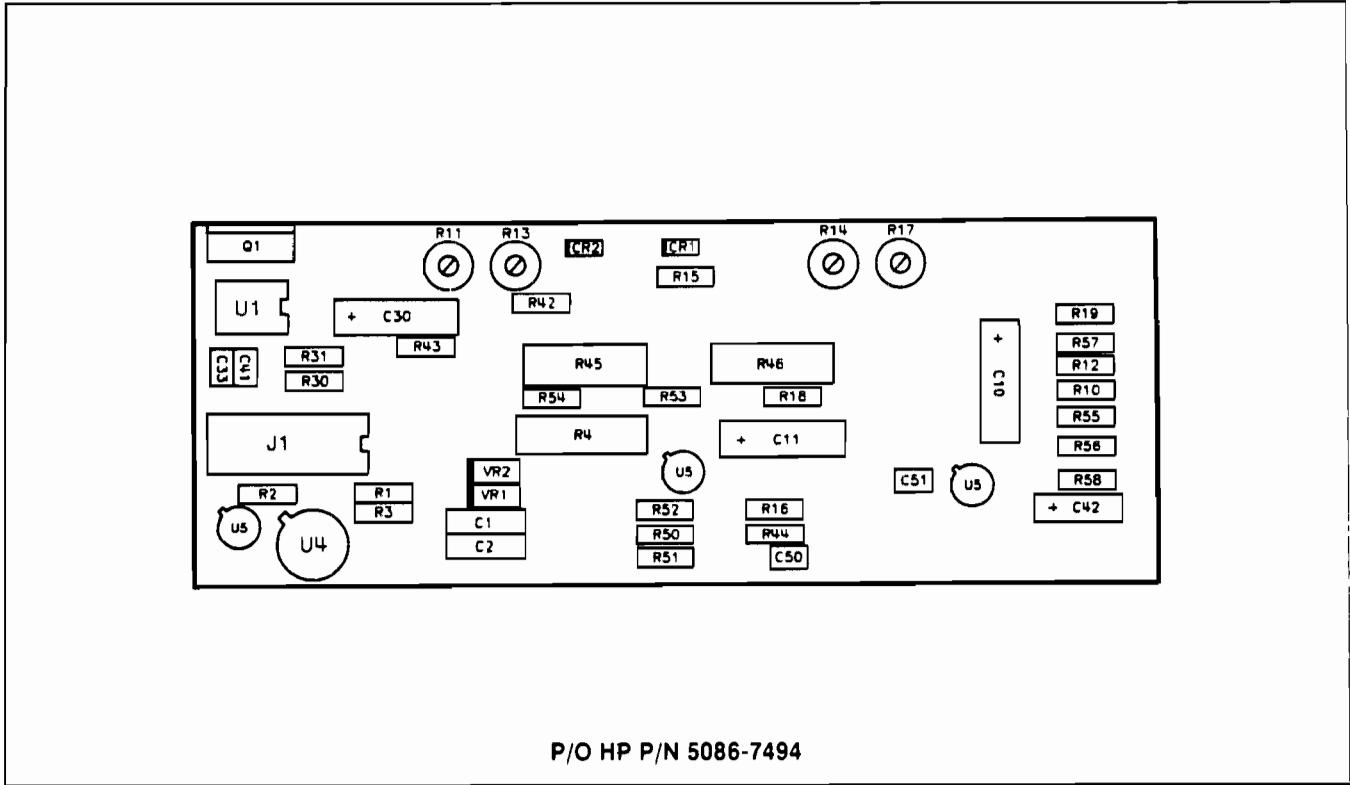 R11 R13 R14 R17
Q1 CR2 CR1
R15
U1 + C30 R42
R43
R19
R57
R12
R10
R55
R56
R58
+ C42
+ C10
C33 C41 R31
R30
R45 R46
R54 R53 R18
J1 R4 + C11
VR2 U5
VR1 C51 U5
R2 R1
R3
U5 U4
C1
C2
R52 R16
R50 R44
R51 C50
P/O HP P/N 5086-7494